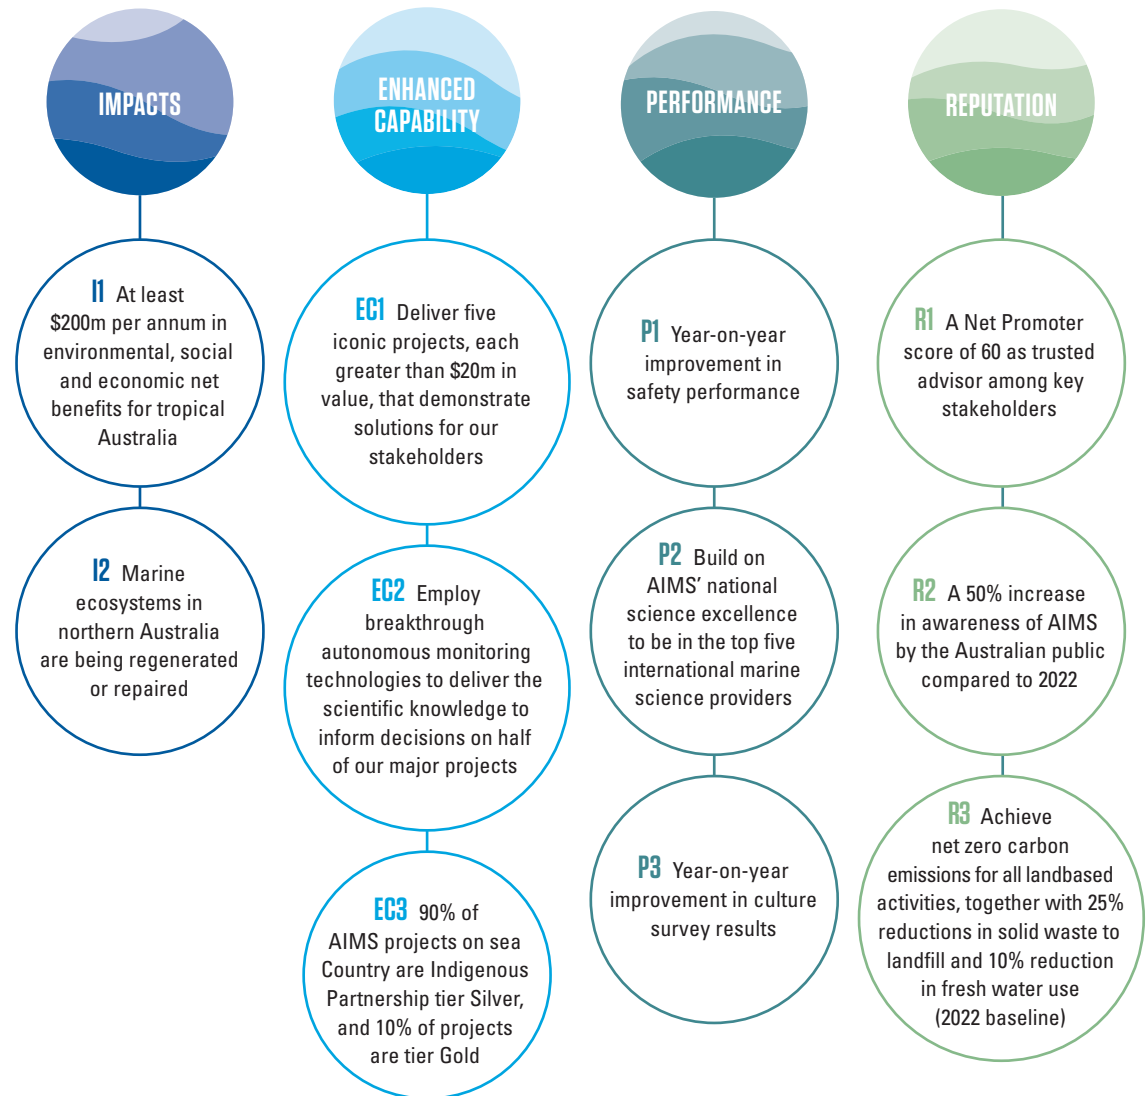 IMPACTS
I1 At least
$200m per annum in
environmental, social
and economic net
benefits for tropical
Australia
I2 Marine
ecosystems in
northern Australia
are being regenerated
or repaired
ENHANCED
CAPABILITY
EC1 Deliver five
iconic projects, each
greater than $20m in
value, that demonstrate
solutions for our
stakeholders
EC2 Employ
breakthrough
autonomous monitoring
technologies to deliver the
scientific knowledge to
inform decisions on half
of our major projects
EC3 90% of
AIMS projects on sea
Country are Indigenous
Partnership tier Silver,
and 10% of projects
are tier Gold
PERFORMANCE
P1 Year-on-year
improvement in
safety performance
P2 Build on
AIMS’ national
science excellence
to be in the top five
international marine
science providers
P3 Year-on-year
improvement in culture
survey results
REPUTATION
R1 A Net Promoter
score of 60 as trusted
advisor among key
stakeholders
R2 A 50% increase
in awareness of AIMS
by the Australian public
compared to 2022
R3 Achieve
net zero carbon
emissions for all landbased
activities, together with 25%
reductions in solid waste to
landfill and 10% reduction
in fresh water use
(2022 baseline)